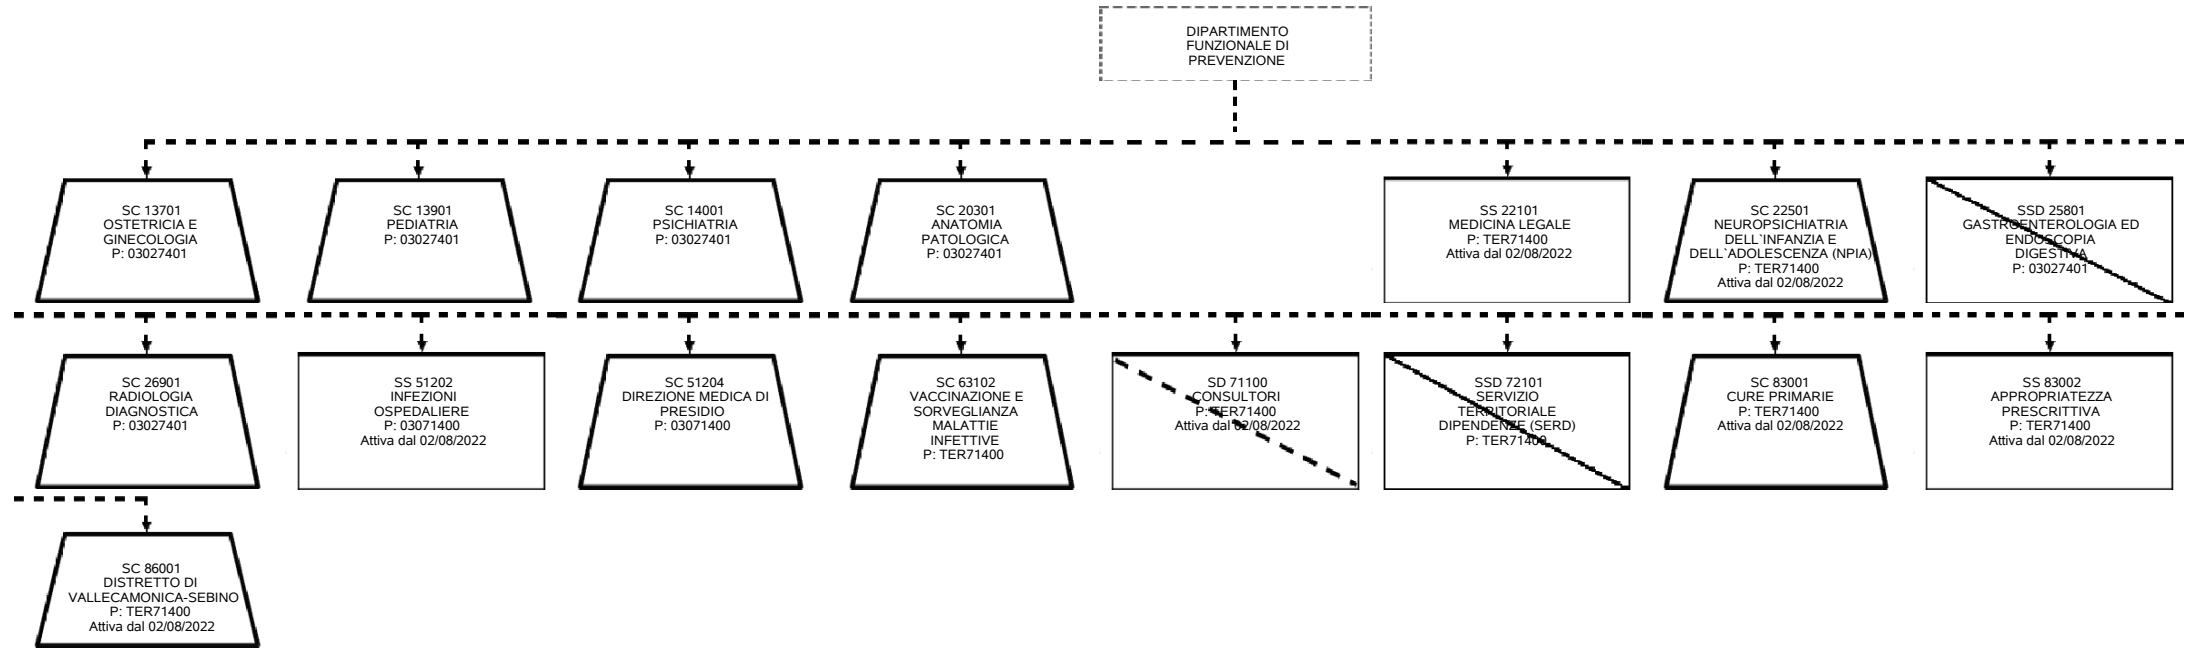 DIPARTIMENTO
FUNZIONALE DI
PREVENZIONE
SC 13701
OSTETRICIA E
GINECOLOGIA
P: 03027401
SC 13901
PEDIATRIA
P: 03027401
SC 14001
PSICHIATRIA
P: 03027401
SC 20301
ANATOMIA
PATOLOGICA
P: 03027401
SS 22101
MEDICINA LEGALE
P: TER71400
Attiva dal 02/08/2022
SC 22501
NEUROPSICHIATRIA
DELL`INFANZIA E
DELL`ADOLESCENZA (NPIA)
P: TER71400
Attiva dal 02/08/2022
SSD 25801
GASTROENTEROLOGIA ED
ENDOSCOPIA
DIGESTIVA
P: 03027401
SC 26901
RADIOLOGIA
DIAGNOSTICA
P: 03027401
SS 51202
INFEZIONI
OSPEDALIERE
P: 03071400
Attiva dal 02/08/2022
SC 51204
DIREZIONE MEDICA DI
PRESIDIO
P: 03071400
SC 63102
VACCINAZIONE E
SORVEGLIANZA
MALATTIE
INFETTIVE
P: TER71400
SD 71100
CONSULTORI
P: TER71400
Attiva dal 02/08/2022
SSD 72101
SERVIZIO
TERRITORIALE
DIPENDENZE (SERD)
P: TER71400
SC 83001
CURE PRIMARIE
P: TER71400
Attiva dal 02/08/2022
SS 83002
APPROPRIATEZZA
PRESCRITTIVA
P: TER71400
Attiva dal 02/08/2022
SC 86001
DISTRETTO DI
VALLECAMONICA-SEBINO
P: TER71400
Attiva dal 02/08/2022